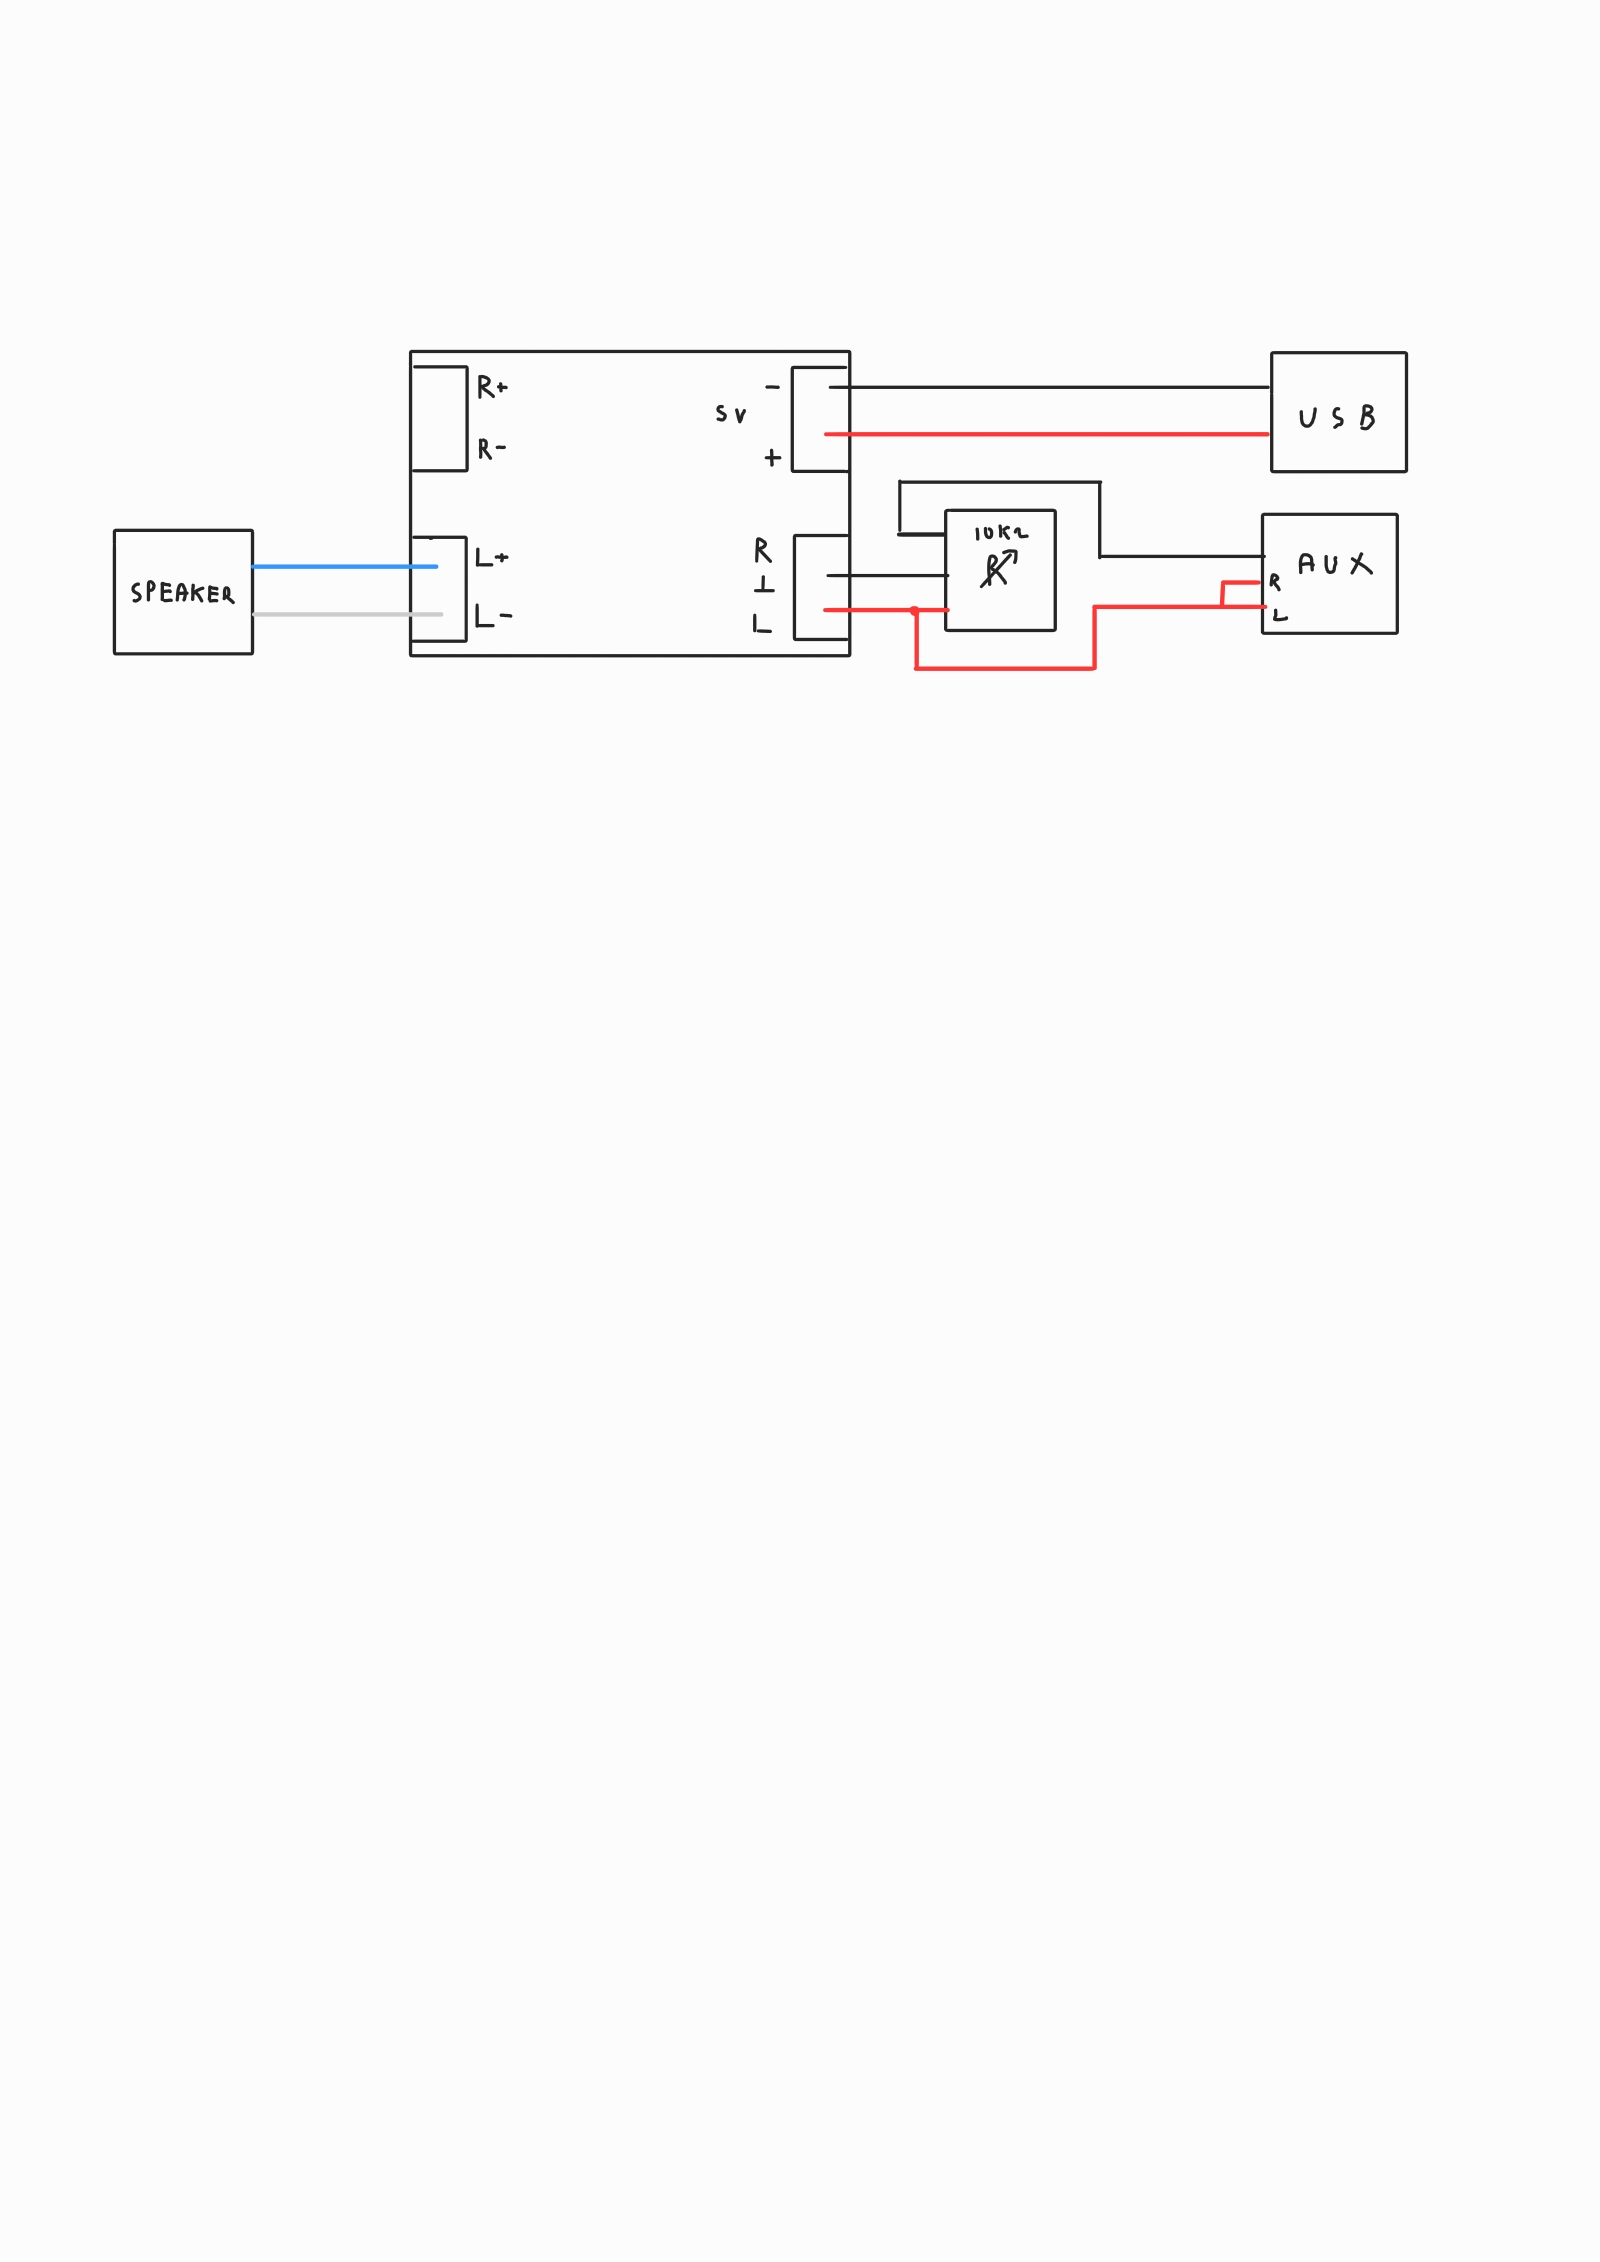 R+
R-
-
5V
+
USB
SPEAKER
L+
L-
R
⊥
L
10KΩ
R
AUX
R
L